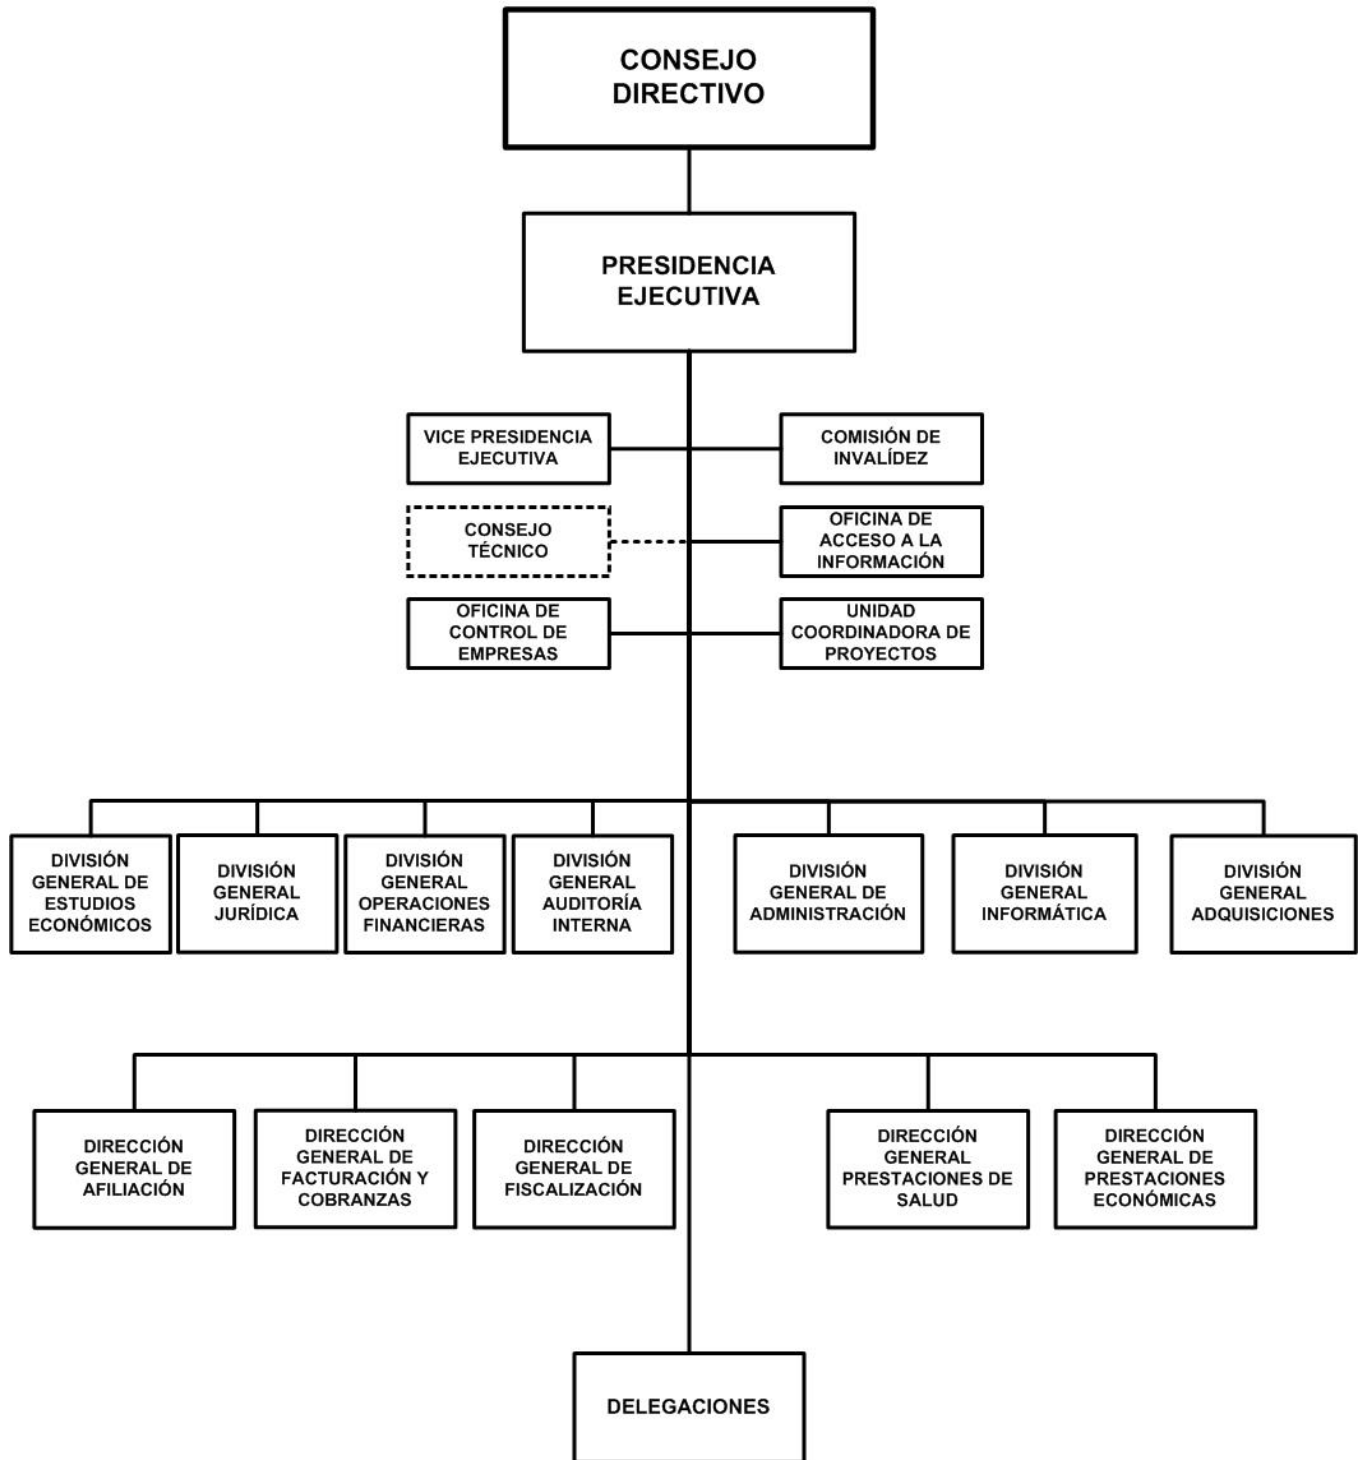 CONSEJO
DIRECTIVO
PRESIDENCIA
EJECUTIVA
VICE PRESIDENCIA
EJECUTIVA
COMISIÓN DE
INVALÍDEZ
CONSEJO
TÉCNICO
OFICINA DE
ACCESO A LA
INFORMACIÓN
OFICINA DE
CONTROL DE
EMPRESAS
UNIDAD
COORDINADORA DE
PROYECTOS
DIVISIÓN
GENERAL DE
ESTUDIOS
ECONÓMICOS
DIVISIÓN
GENERAL
JURÍDICA
DIVISIÓN
GENERAL
OPERACIONES
FINANCIERAS
DIVISIÓN
GENERAL
AUDITORÍA
INTERNA
DIVISIÓN
GENERAL DE
ADMINISTRACIÓN
DIVISIÓN
GENERAL
INFORMÁTICA
DIVISIÓN
GENERAL
ADQUISICIONES
DIRECCIÓN
GENERAL DE
AFILIACIÓN
DIRECCIÓN
GENERAL DE
FACTURACIÓN Y
COBRANZAS
DIRECCIÓN
GENERAL DE
FISCALIZACIÓN
DIRECCIÓN
GENERAL
PRESTACIONES DE
SALUD
DIRECCIÓN
GENERAL DE
PRESTACIONES
ECONÓMICAS
DELEGACIONES